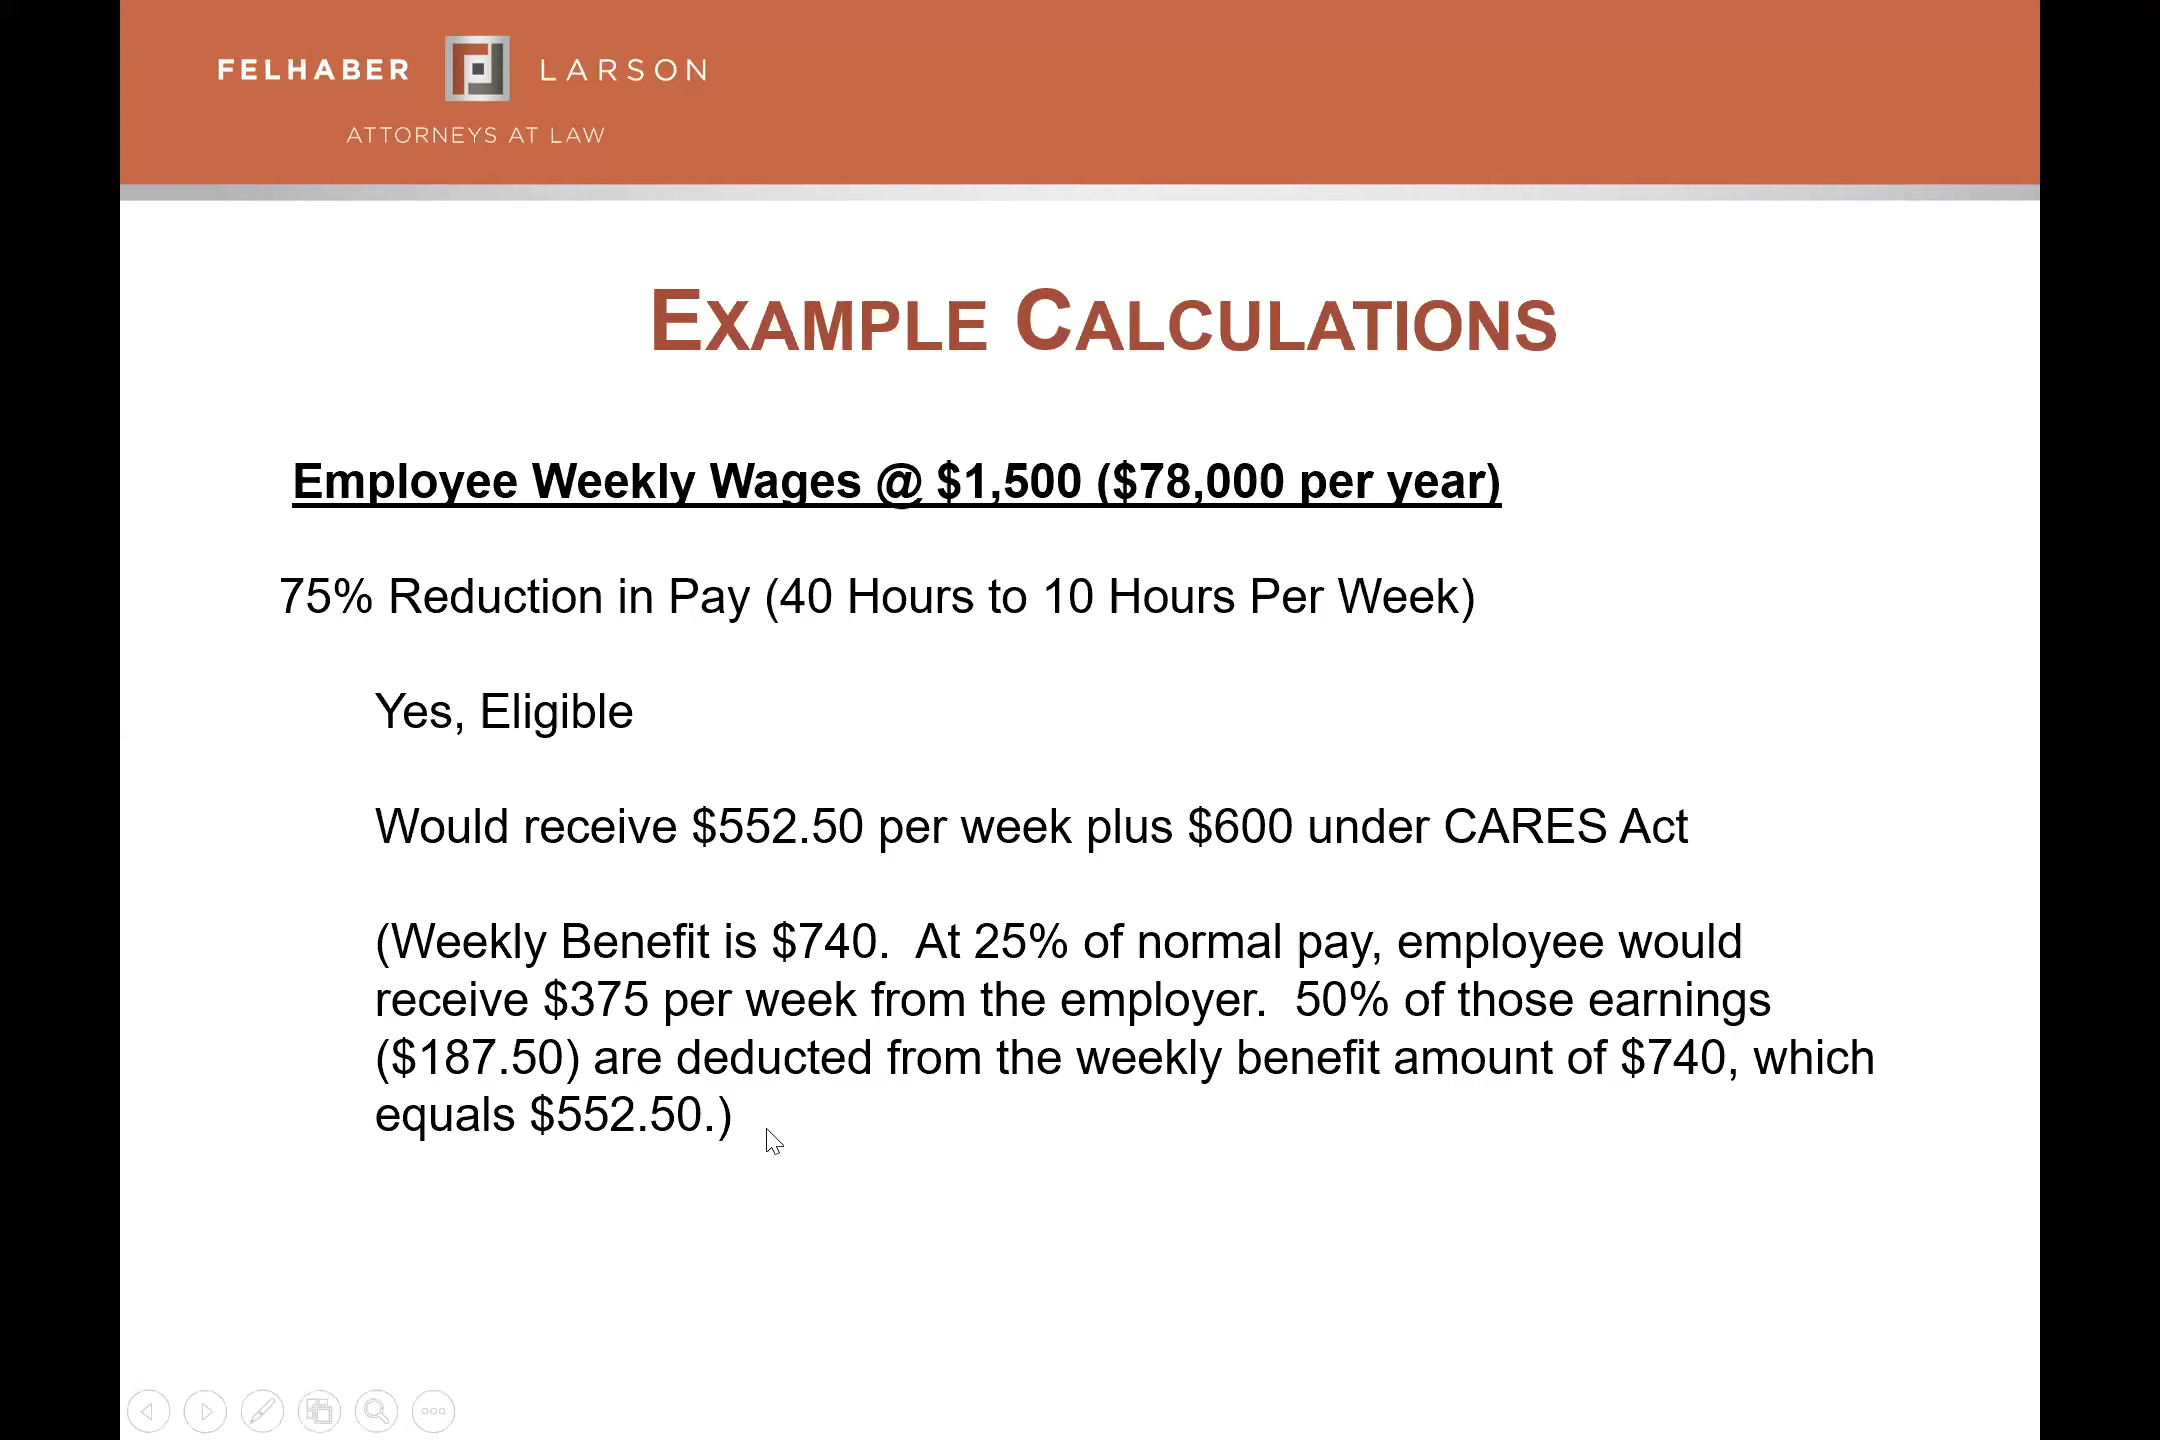 FELHABER LARSON
ATTORNEYS AT LAW
EXAMPLE CALCULATIONS
Employee Weekly Wages @ $1,500 ($78,000 per year)
75% Reduction in Pay (40 Hours to 10 Hours Per Week)
Yes, Eligible
Would receive $552.50 per week plus $600 under CARES Act
(Weekly Benefit is $740.  At 25% of normal pay, employee would
receive $375 per week from the employer.  50% of those earnings
($187.50) are deducted from the weekly benefit amount of $740, which
equals $552.50.)